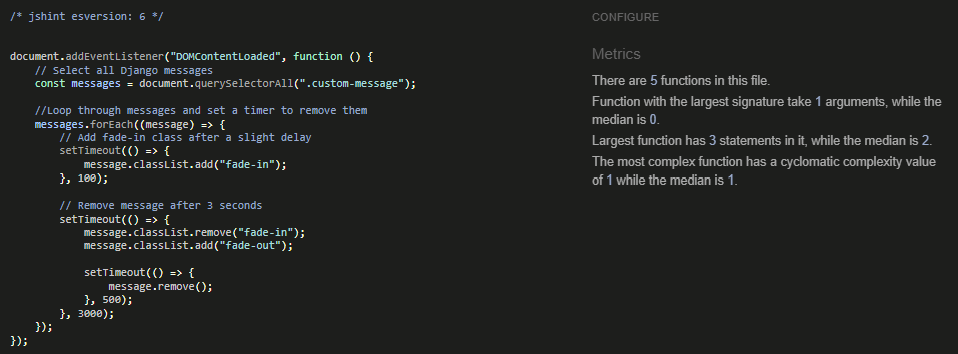 /* jshint esversion: 6 */
document.addEventListener("DOMContentLoaded", function () {
    // Select all Django messages
    const messages = document.querySelectorAll(".custom-message");
    //Loop through messages and set a timer to remove them
    messages.forEach((message) => {
        // Add fade-in class after a slight delay
        setTimeout(() => {
            message.classList.add("fade-in");
        }, 100);
        // Remove message after 3 seconds
        setTimeout(() => {
            message.classList.remove("fade-in");
            message.classList.add("fade-out");
            setTimeout(() => {
                message.remove();
            }, 500);
        }, 3000);
    });
});
CONFIGURE
Metrics
There are 5 functions in this file.
Function with the largest signature take 1 arguments, while the
median is 0.
Largest function has 3 statements in it, while the median is 2.
The most complex function has a cyclomatic complexity value
of 1 while the median is 1.